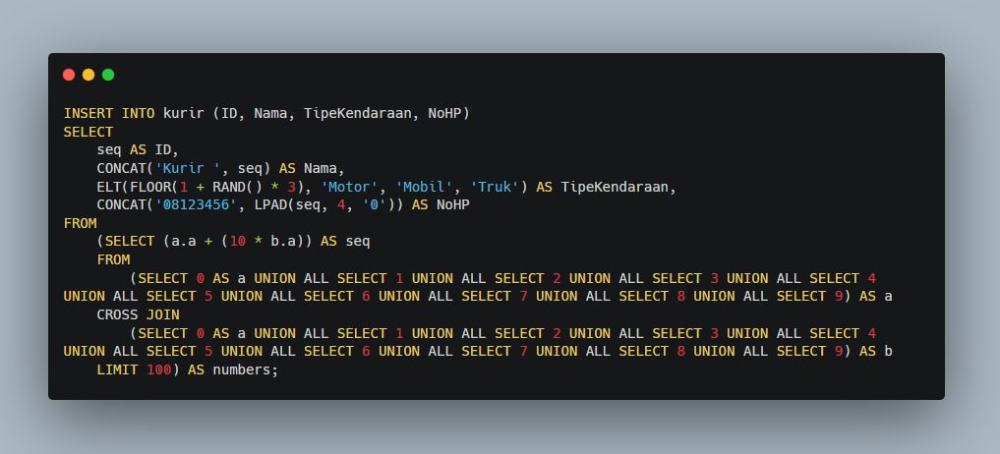 INSERT INTO kurir (ID, Nama, TipeKendaraan, NoHP)
SELECT
    seq AS ID,
    CONCAT('Kurir ', seq) AS Nama,
    ELT(FLOOR(1 + RAND() * 3), 'Motor', 'Mobil', 'Truk') AS TipeKendaraan,
    CONCAT('08123456', LPAD(seq, 4, '0')) AS NoHP
FROM
    (SELECT (a.a + (10 * b.a)) AS seq
    FROM
        (SELECT 0 AS a UNION ALL SELECT 1 UNION ALL SELECT 2 UNION ALL SELECT 3 UNION ALL SELECT 4
UNION ALL SELECT 5 UNION ALL SELECT 6 UNION ALL SELECT 7 UNION ALL SELECT 8 UNION ALL SELECT 9) AS a
    CROSS JOIN
        (SELECT 0 AS a UNION ALL SELECT 1 UNION ALL SELECT 2 UNION ALL SELECT 3 UNION ALL SELECT 4
UNION ALL SELECT 5 UNION ALL SELECT 6 UNION ALL SELECT 7 UNION ALL SELECT 8 UNION ALL SELECT 9) AS b
    LIMIT 100) AS numbers;